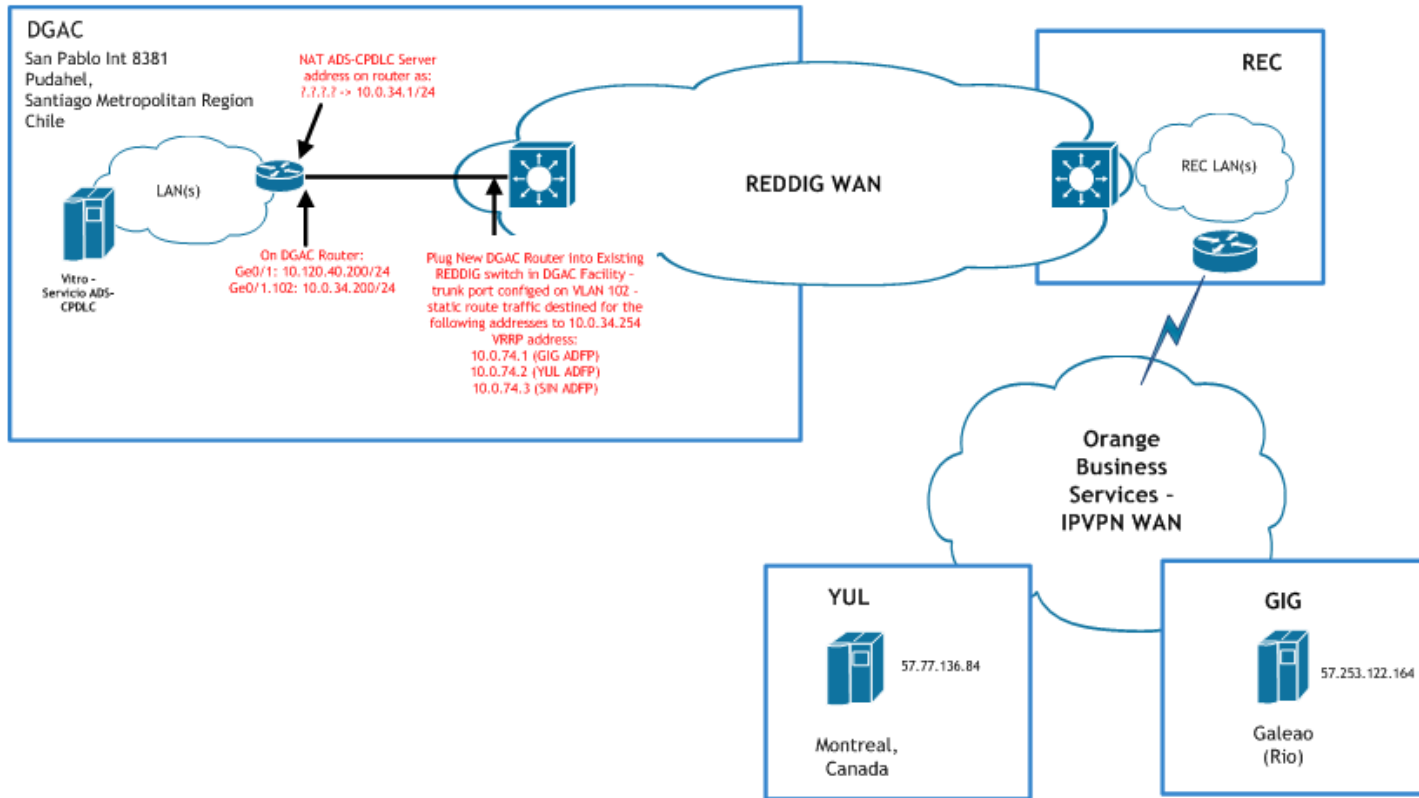 DGAC
San Pablo Int 8381
Pudahel,
Santiago Metropolitan Region
Chile
NAT ADS-CPDLC Server
address on router as:
?.?.?.? -> 10.0.34.1/24
LAN(s)
Vitro -
Servicio ADS-
CPDLC
On DGAC Router:
Ge0/1: 10.120.40.200/24
Ge0/1.102: 10.0.34.200/24
Plug New DGAC Router into Existing
REDDIG switch in DGAC Facility -
trunk port configed on VLAN 102 -
static route traffic destined for the
following addresses to 10.0.34.254
VRRP address:
10.0.74.1 (GIG ADFP)
10.0.74.2 (YUL ADFP)
10.0.74.3 (SIN ADFP)
REDDIG WAN
REC
REC LAN(s)
Orange
Business
Services -
IPVPN WAN
YUL
57.77.136.84
Montreal,
Canada
GIG
57.253.122.164
Galeao
(Rio)